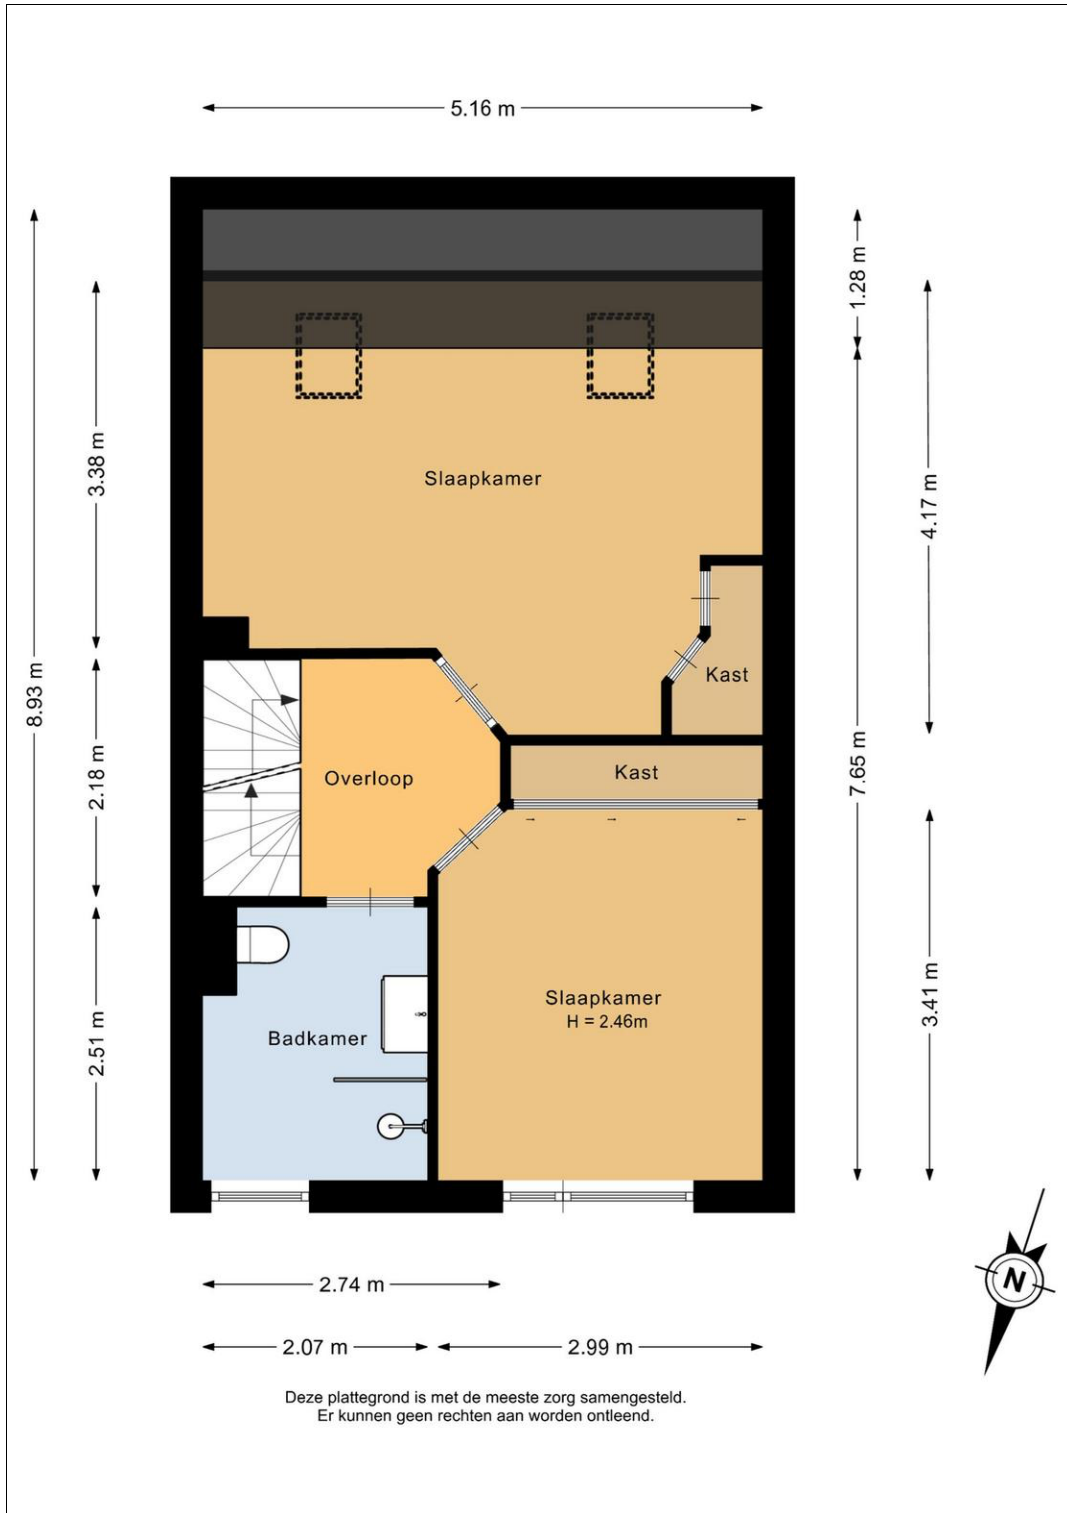 5.16 m
1.28 m
3.38 m
4.17 m
Slaapkamer
8.93 m
Kast
7.65 m
2.18 m
Overloop
Kast
3.41 m
Slaapkamer
H = 2.46m
2.51 m
Badkamer
N
2.74 m
2.07 m
2.99 m
Deze plattegrond is met de meeste zorg samengesteld.
Er kunnen geen rechten aan worden ontleend.